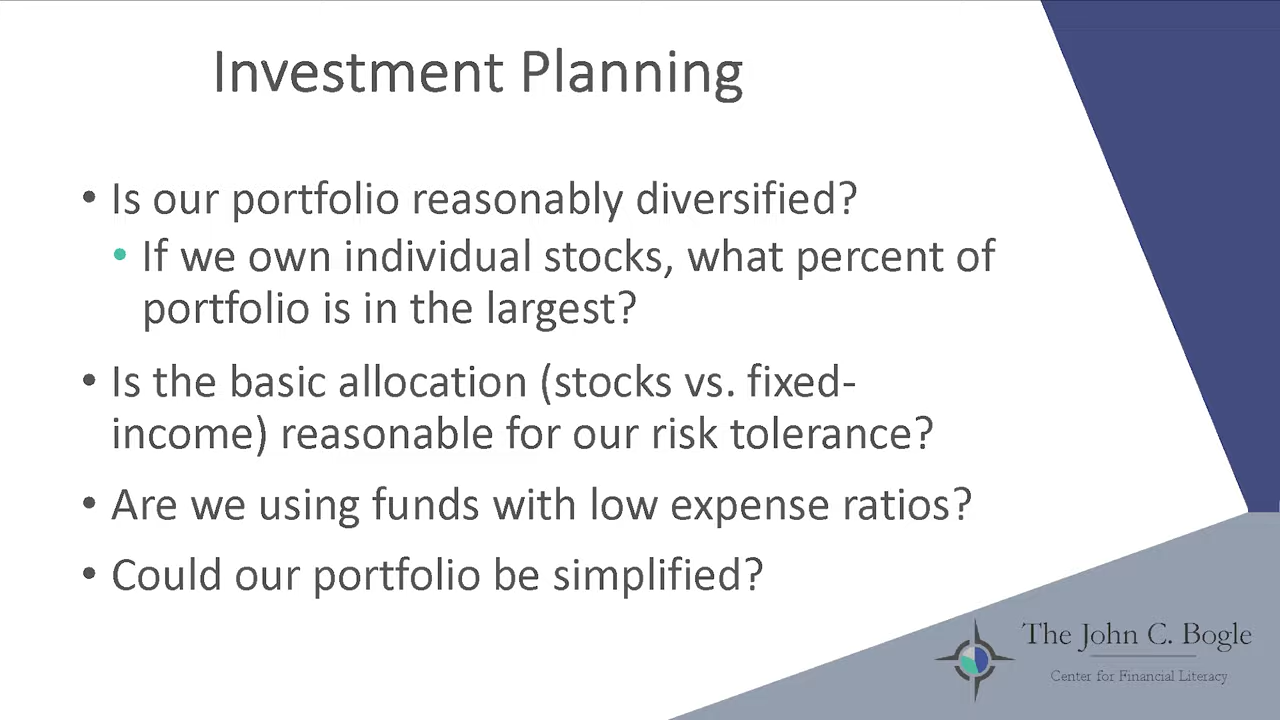 Investment Planning
• Is our portfolio reasonably diversified?
• If we own individual stocks, what percent of
portfolio is in the largest?
• Is the basic allocation (stocks vs. fixed-
income) reasonable for our risk tolerance?
• Are we using funds with low expense ratios?
• Could our portfolio be simplified?
The John C. Bogle
Center for Financial Literacy